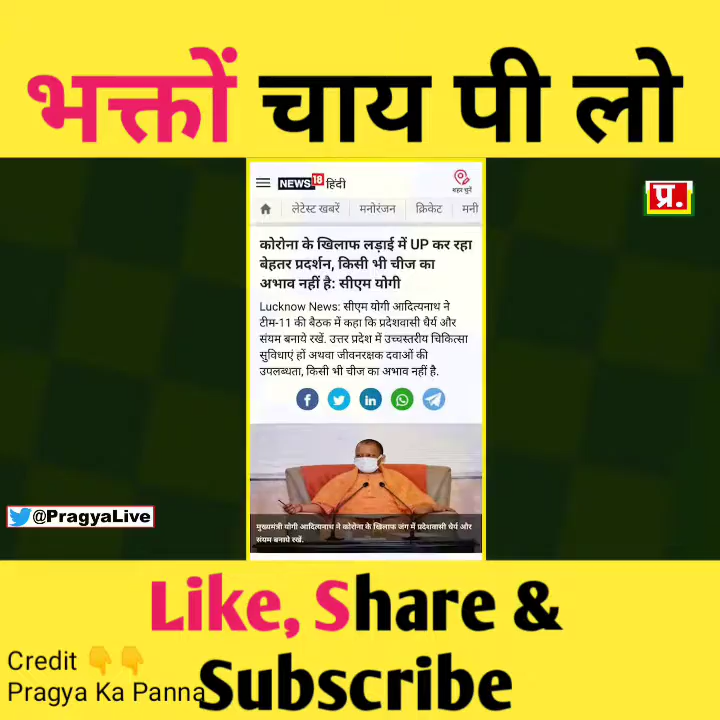 भक्तों चाय पी लो
NEWS18 हिंदी
शहर चुनें
लेटेस्ट खबरें मनोरंजन क्रिकेट मनी
प्र.
कोरोना के खिलाफ लड़ाई में UP कर रहा
बेहतर प्रदर्शन, किसी भी चीज का
अभाव नहीं है: सीएम योगी
Lucknow News: सीएम योगी आदित्यनाथ ने
टीम-11 की बैठक में कहा कि प्रदेशवासी धैर्य और
संयम बनाये रखें. उत्तर प्रदेश में उच्चस्तरीय चिकित्सा
सुविधाएं हों अथवा जीवनरक्षक दवाओं की
उपलब्धता, किसी भी चीज का अभाव नहीं है.
@PragyaLive
मुख्यमंत्री योगी आदित्यनाथ ने कोरोना के खिलाफ जंग में प्रदेशवासी धैर्य और
संयम बनाये रखें.
Like, Share &
Subscribe
Credit 👇👇
Pragya Ka Panna